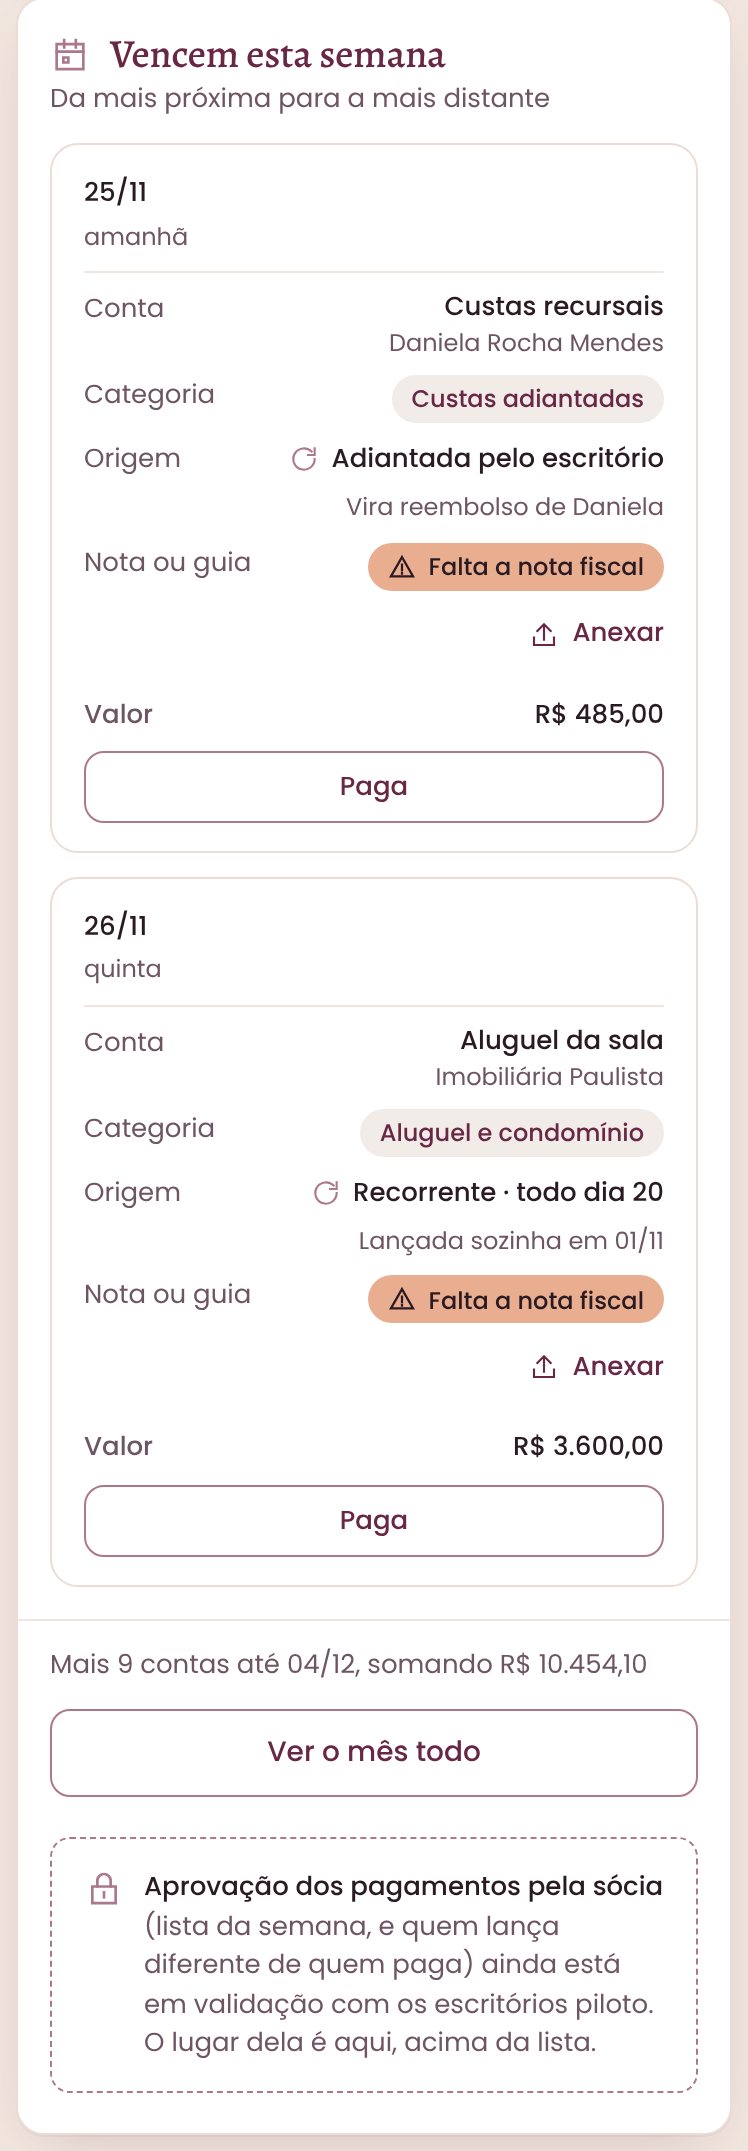 Vencem esta semana
Da mais próxima para a mais distante
25/11
amanhã
Conta
Custas recursais
Daniela Rocha Mendes
Categoria
Custas adiantadas
Origem
Adiantada pelo escritório
Vira reembolso de Daniela
Nota ou guia
Falta a nota fiscal
Anexar
Valor
R$ 485,00
Paga
26/11
quinta
Conta
Aluguel da sala
Imobiliária Paulista
Categoria
Aluguel e condomínio
Origem
Recorrente · todo dia 20
Lançada sozinha em 01/11
Nota ou guia
Falta a nota fiscal
Anexar
Valor
R$ 3.600,00
Paga
Mais 9 contas até 04/12, somando R$ 10.454,10
Ver o mês todo
Aprovação dos pagamentos pela sócia
(lista da semana, e quem lança
diferente de quem paga) ainda está
em validação com os escritórios piloto.
O lugar dela é aqui, acima da lista.